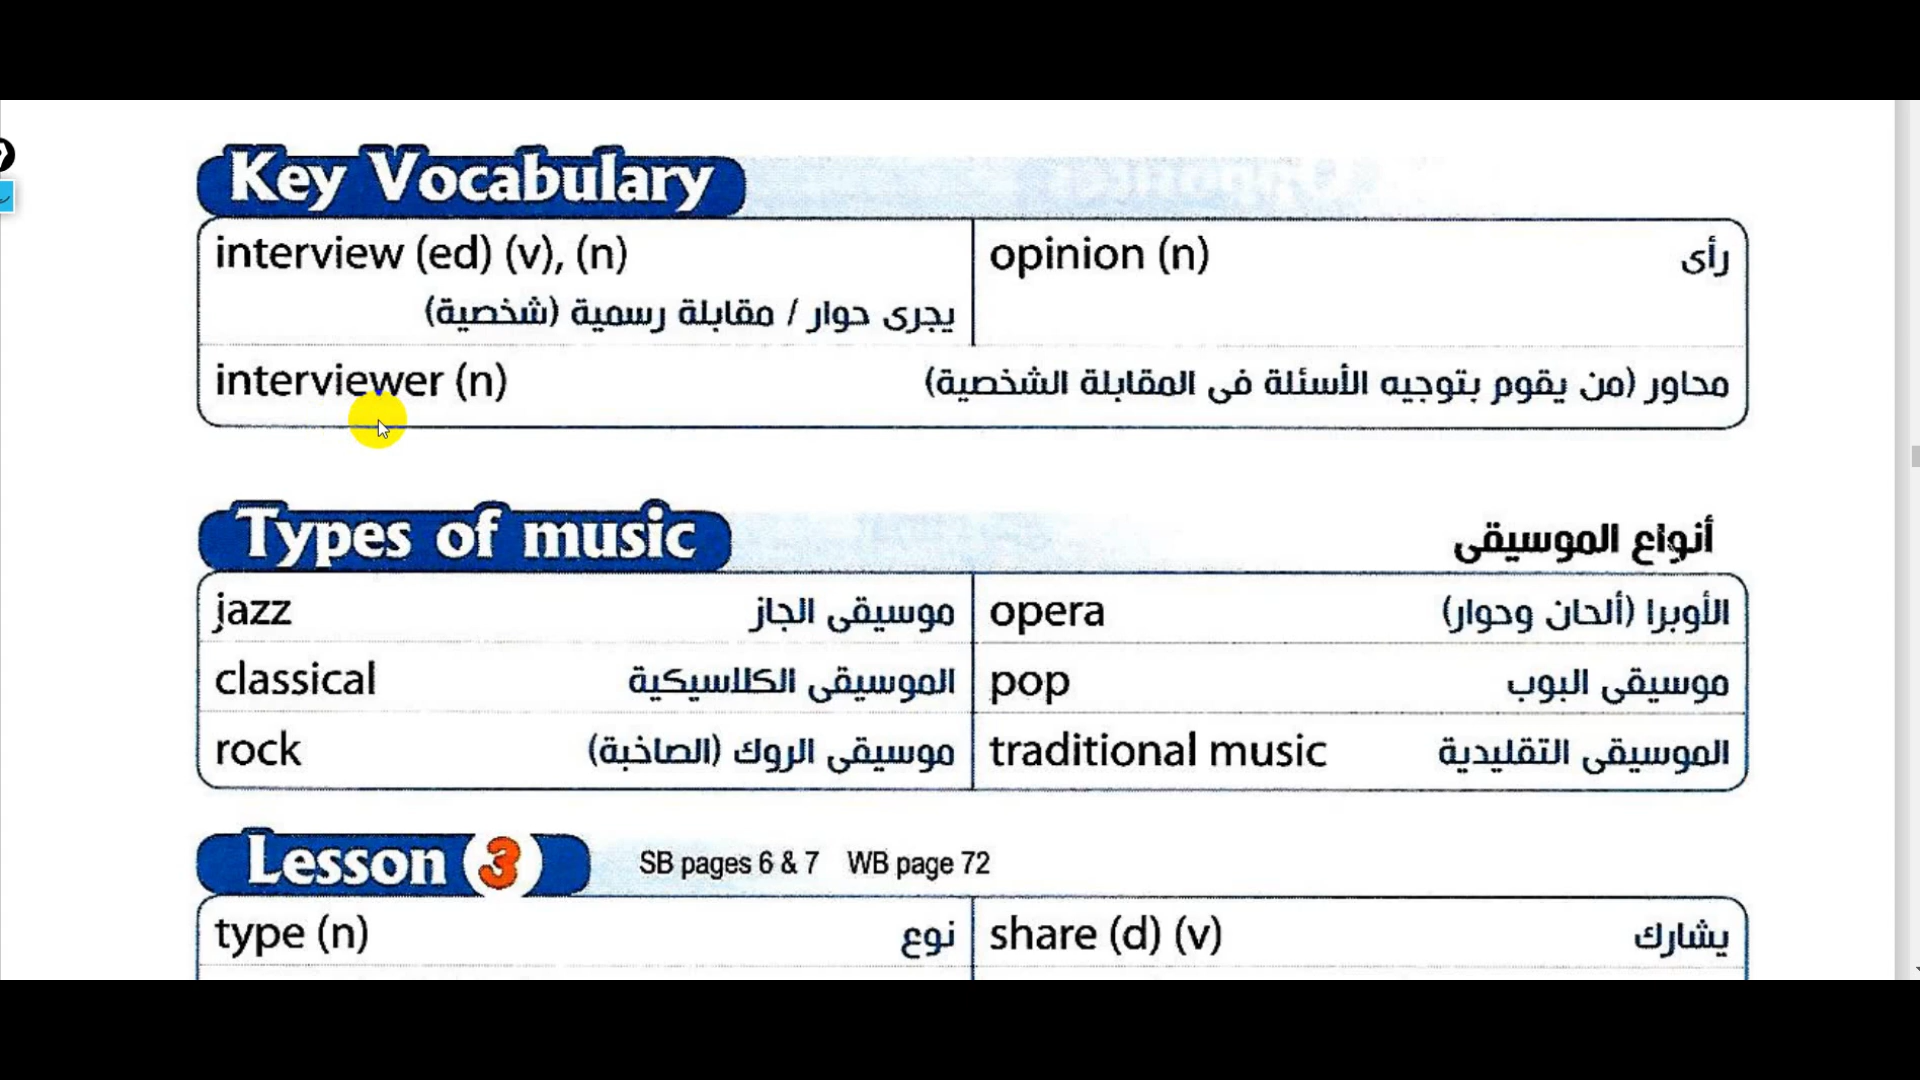 Key Vocabulary
interview (ed) (v), (n)
يجرى حوار / مقابلة رسمية (شخصية)
opinion (n) رأى
interviewer (n) محاور (من يقوم بتوجيه الأسئلة فى المقابلة الشخصية)
Types of music أنواع الموسيقى
jazz موسيقى الجاز opera الأوبرا (ألحان وحوار)
classical الموسيقى الكلاسيكية pop موسيقى البوب
rock موسيقى الروك (الصاخبة) traditional music الموسيقى التقليدية
Lesson 3 SB pages 6 & 7 WB page 72
type (n) نوع share (d) (v) يشارك